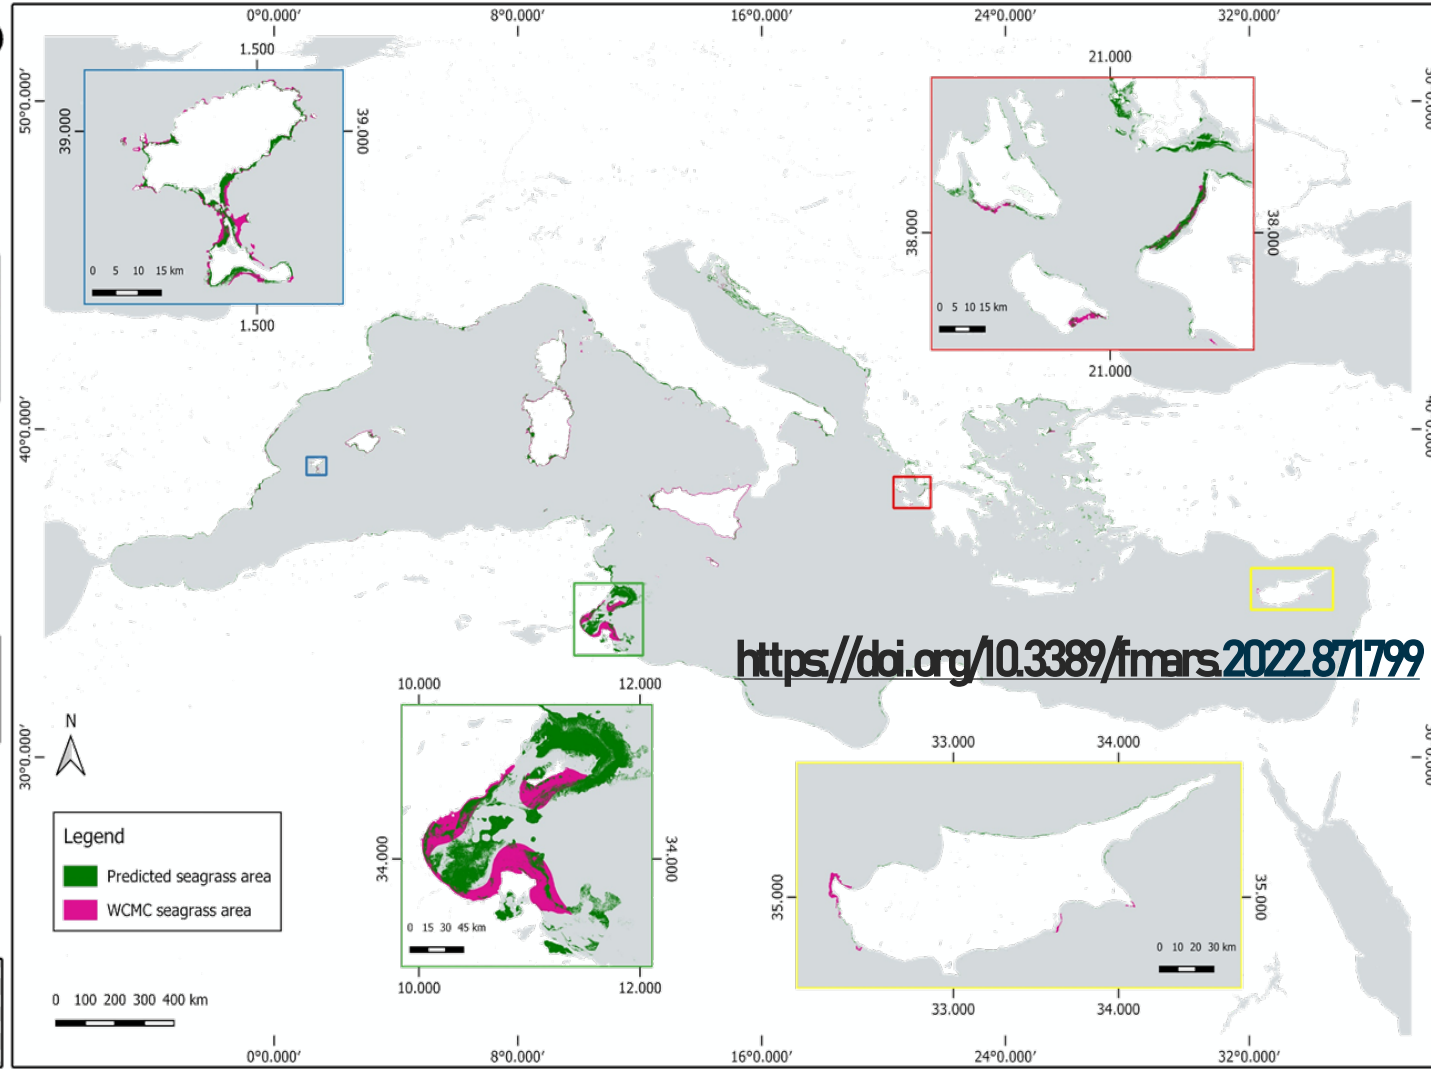 0°0.000′ 8°0.000′ 16°0.000′ 24°0.000′ 32°0.000′
1.500
39.000
39.000
0 5 10 15 km
1.500
21.000
38.000
38.000
0 5 10 15 km
21.000
50°0.000′
40°0.000′
30°0.000′
https://doi.org/10.3389/fmars.2022.871799
N
Legend
Predicted seagrass area
WCMC seagrass area
0 100 200 300 400 km
10.000 12.000
34.000
34.000
0 15 30 45 km
10.000 12.000
33.000 34.000
35.000
35.000
0 10 20 30 km
33.000 34.000
0°0.000′ 8°0.000′ 16°0.000′ 24°0.000′ 32°0.000′